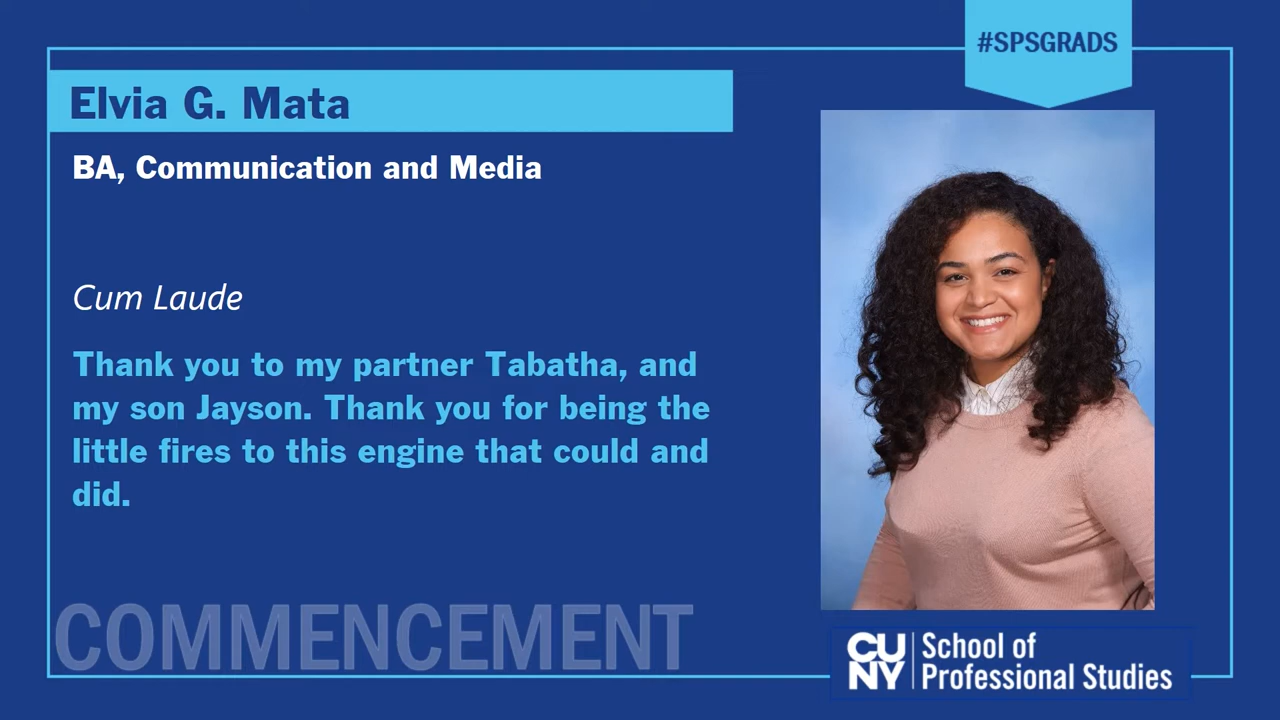 #SPSGRADS
Elvia G. Mata
BA, Communication and Media
Cum Laude
Thank you to my partner Tabatha, and
my son Jayson. Thank you for being the
little fires to this engine that could and
did.
COMMENCEMENT
CU
NY
School of
Professional Studies